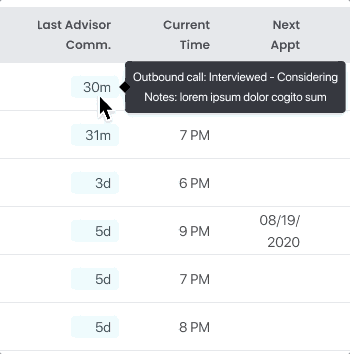 Last Advisor Comm. Current Time Next Appt
30m Outbound call: Interviewed - Considering
Notes: lorem ipsum dolor cogito sum
31m 7 PM
3d 6 PM
5d 9 PM 08/19/
2020
5d 7 PM
5d 8 PM